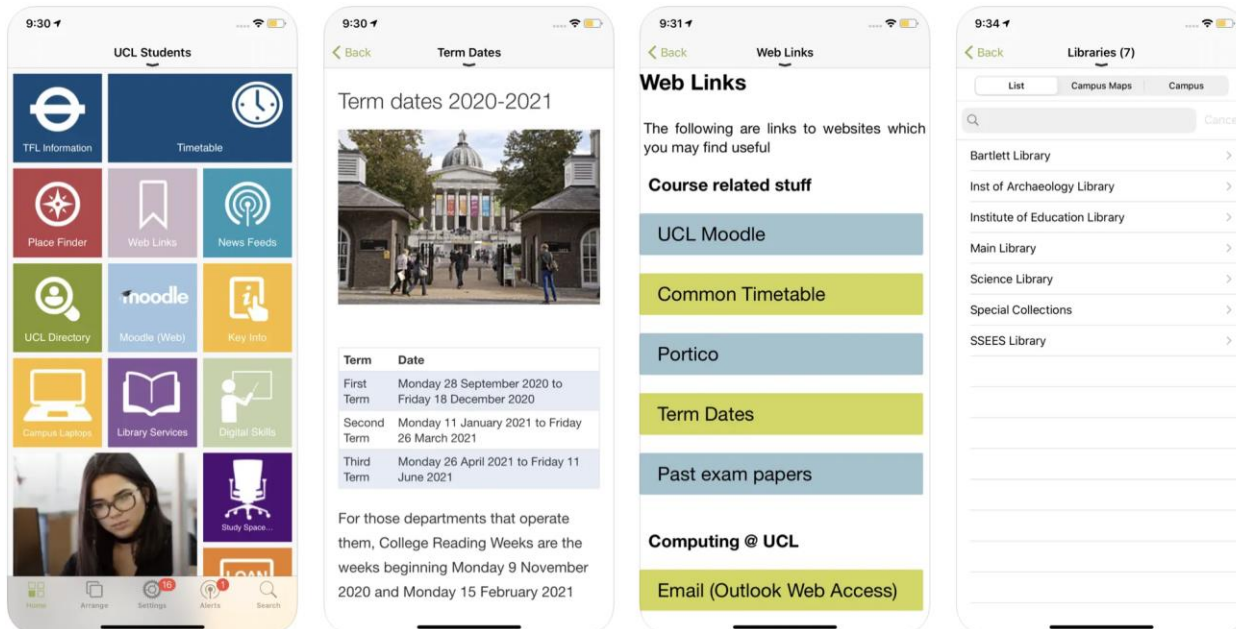 9:30
UCL Students
TFL Information
Timetable
Place Finder
Web Links
News Feeds
UCL Directory
moodle
Moodle (Web)
Key Info
Campus Laptops
Library Services
Digital Skills
Study Space...
LOAN
Home
Arrange
16
Settings
1
Alerts
Search
9:30
Back
Term Dates
Term dates 2020-2021
Term Date
First Term Monday 28 September 2020 to
Friday 18 December 2020
Second Term Monday 11 January 2021 to Friday
26 March 2021
Third Term Monday 26 April 2021 to Friday 11
June 2021
For those departments that operate
them, College Reading Weeks are the
weeks beginning Monday 9 November
2020 and Monday 15 February 2021
9:31
Back
Web Links
Web Links
The following are links to websites which
you may find useful
Course related stuff
UCL Moodle
Common Timetable
Portico
Term Dates
Past exam papers
Computing @ UCL
Email (Outlook Web Access)
9:34
Back
Libraries (7)
List Campus Maps Campus
Cance
Bartlett Library
Inst of Archaeology Library
Institute of Education Library
Main Library
Science Library
Special Collections
SSEES Library